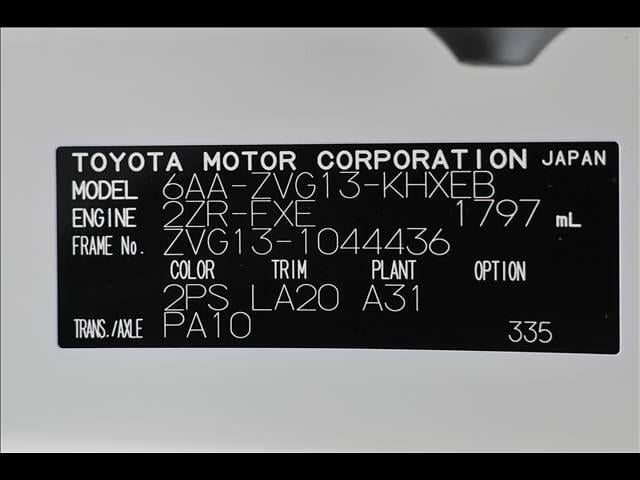 TOYOTA MOTOR CORPORATION JAPAN
MODEL 6AA-ZVG13-KHXEB
ENGINE 2ZR-EXE 1797 mL
FRAME No. ZVG13-1044436
COLOR TRIM PLANT OPTION
2PS LA20 A31
TRANS./AXLE PA10 335